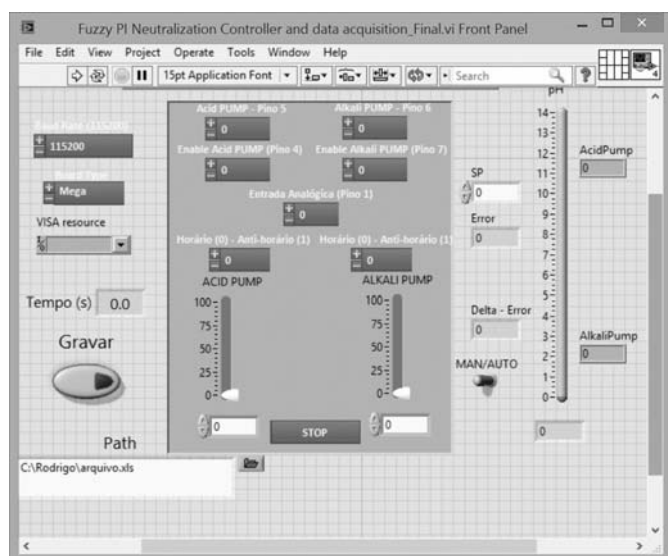 Fuzzy PI Neutralization Controller and data acquisition_Final.vi Front Panel
File Edit View Project Operate Tools Window Help
15pt Application Font
Search
4
pH
Acid PUMP - Pino 5
Alkali PUMP - Pino 6
0
0
Baud Rate (115200)
115200
Enable Acid PUMP (Pino 4)
Enable Alkali PUMP (Pino 7)
0
0
Board Type
Mega
Entrada Analógica (Pino 1)
0
VISA resource
Horário (0) - Anti-horário (1)
Horário (0) - Anti-horário (1)
0
0
ACID PUMP
ALKALI PUMP
100
75
50
25
0
100
75
50
25
0
0
0
STOP
Tempo (s) 0.0
Gravar
Path
C:\Rodrigo\arquivo.xls
SP
0
Error
0
Delta - Error
0
MAN/AUTO
14
13
12
11
10
9
8
7
6
5
4
3
2
1
0
0
AcidPump
0
AlkaliPump
0